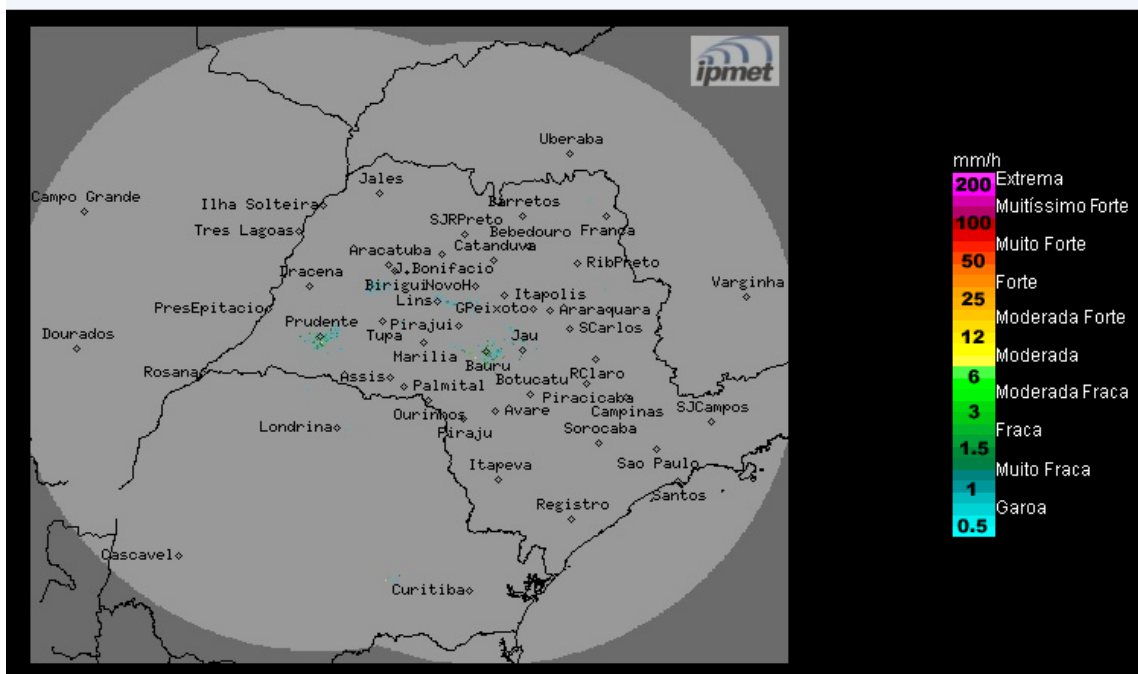 ipmet
Uberaba
Jales
Campo Grande
Ilha Solteira
Barretos
SJRPreto
Tres Lagoas
Bebedouro
Franca
Catanduva
Aracatuba
Dracena
J.Bonifacio
RibPreto
Varginha
Birigui
NovoH
Lins
Itapolis
PresEpitacio
GPeixoto
Araraquara
Prudente
Pirajui
SCarlos
Dourados
Tupa
Jau
Marilia
Bauru
Rosana
Assis
Palmital
Botucatu
RClaro
Piracicaba
Ourinhos
Avare
Campinas
SJCampos
Londrina
Piraju
Sorocaba
Itapeva
Sao Paulo
Santos
Registro
Cascavel
Curitiba
mm/h
200 Extrema
Muitíssimo Forte
100
Muito Forte
50
Forte
25
Moderada Forte
12
Moderada
6
Moderada Fraca
3
Fraca
1.5
Muito Fraca
1
Garoa
0.5